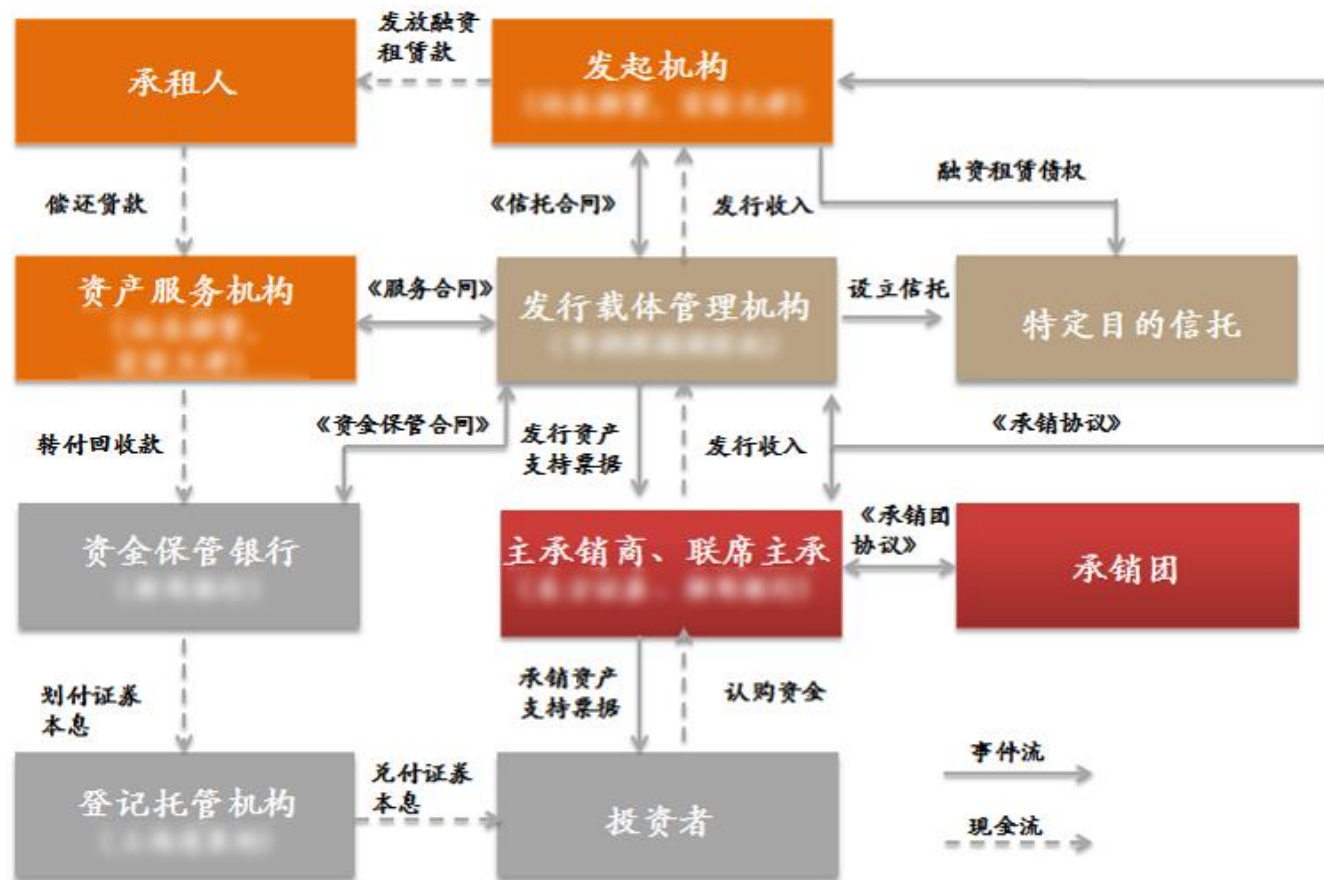 发放融资
租赁款
承租人
发起机构
偿还贷款
《信托合同》
发行收入
融资租赁债权
资产服务机构
《服务合同》
发行载体管理机构
设立信托
特定目的信托
转付回收款
《资金保管合同》
发行资产
支持票据
发行收入
《承销协议》
资金保管银行
主承销商、联席主承
《承销团
协议》
承销团
划付证券
本息
承销资产
支持票据
认购资金
登记托管机构
兑付证券
本息
投资者
事件流
现金流